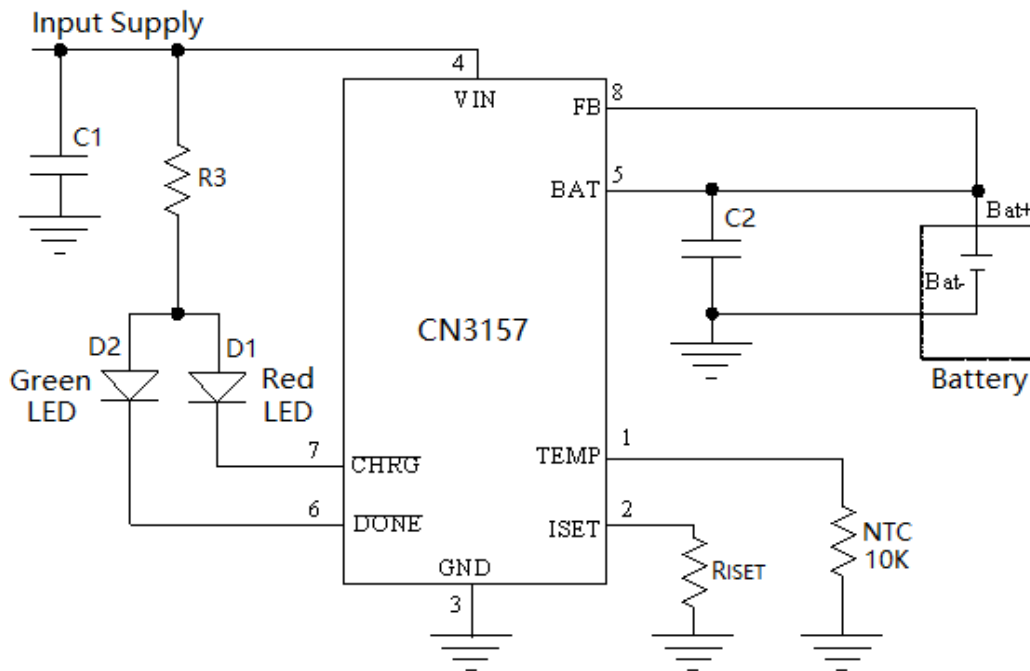 Input Supply
4
VIN
8
FB
C1
R3
5
BAT
C2
Bat+
Bat-
CN3157
D2
D1
Green
LED
Red
LED
Battery
7
CHRG
1
TEMP
6
DONE
2
ISET
NTC
10K
RISET
GND
3